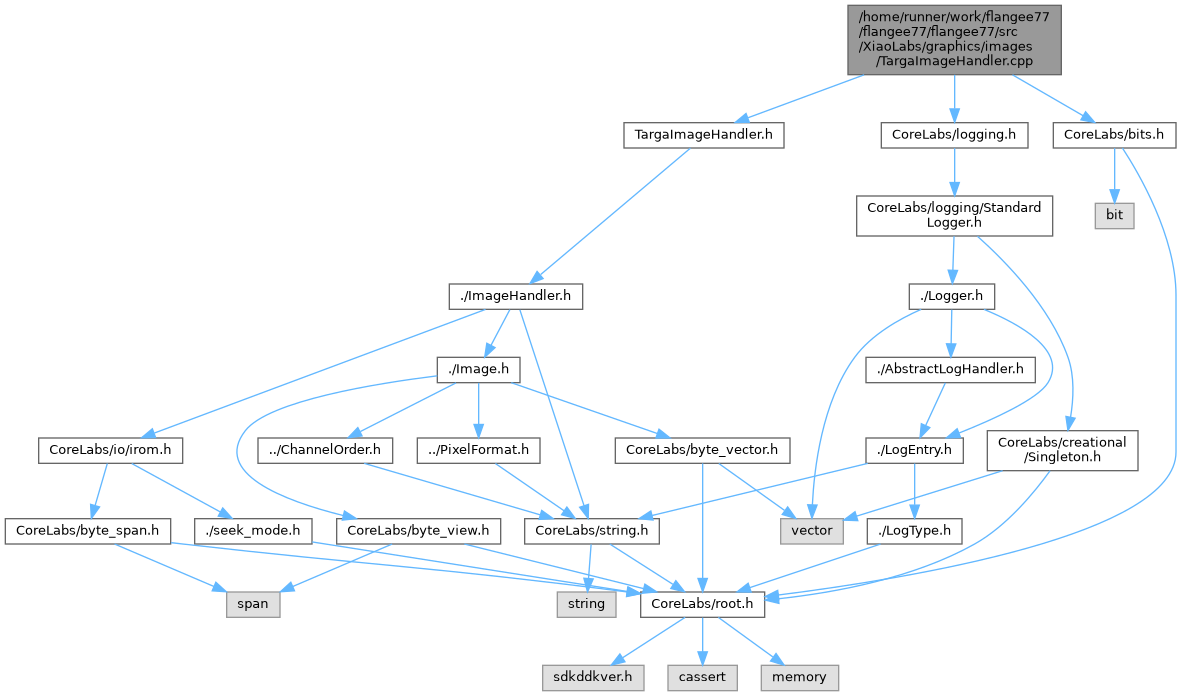 /home/runner/work/flangee77
/flangee77/flangee77/src
/XiaoLabs/graphics/images
/TargaImageHandler.cpp
TargaImageHandler.h
CoreLabs/logging.h
CoreLabs/bits.h
CoreLabs/logging/Standard
Logger.h
bit
./ImageHandler.h
./Logger.h
./Image.h
./AbstractLogHandler.h
CoreLabs/io/irom.h
../ChannelOrder.h
../PixelFormat.h
CoreLabs/byte_vector.h
./LogEntry.h
CoreLabs/creational
/Singleton.h
CoreLabs/byte_span.h
./seek_mode.h
CoreLabs/byte_view.h
CoreLabs/string.h
vector
./LogType.h
span
string
CoreLabs/root.h
sdkddkver.h
cassert
memory